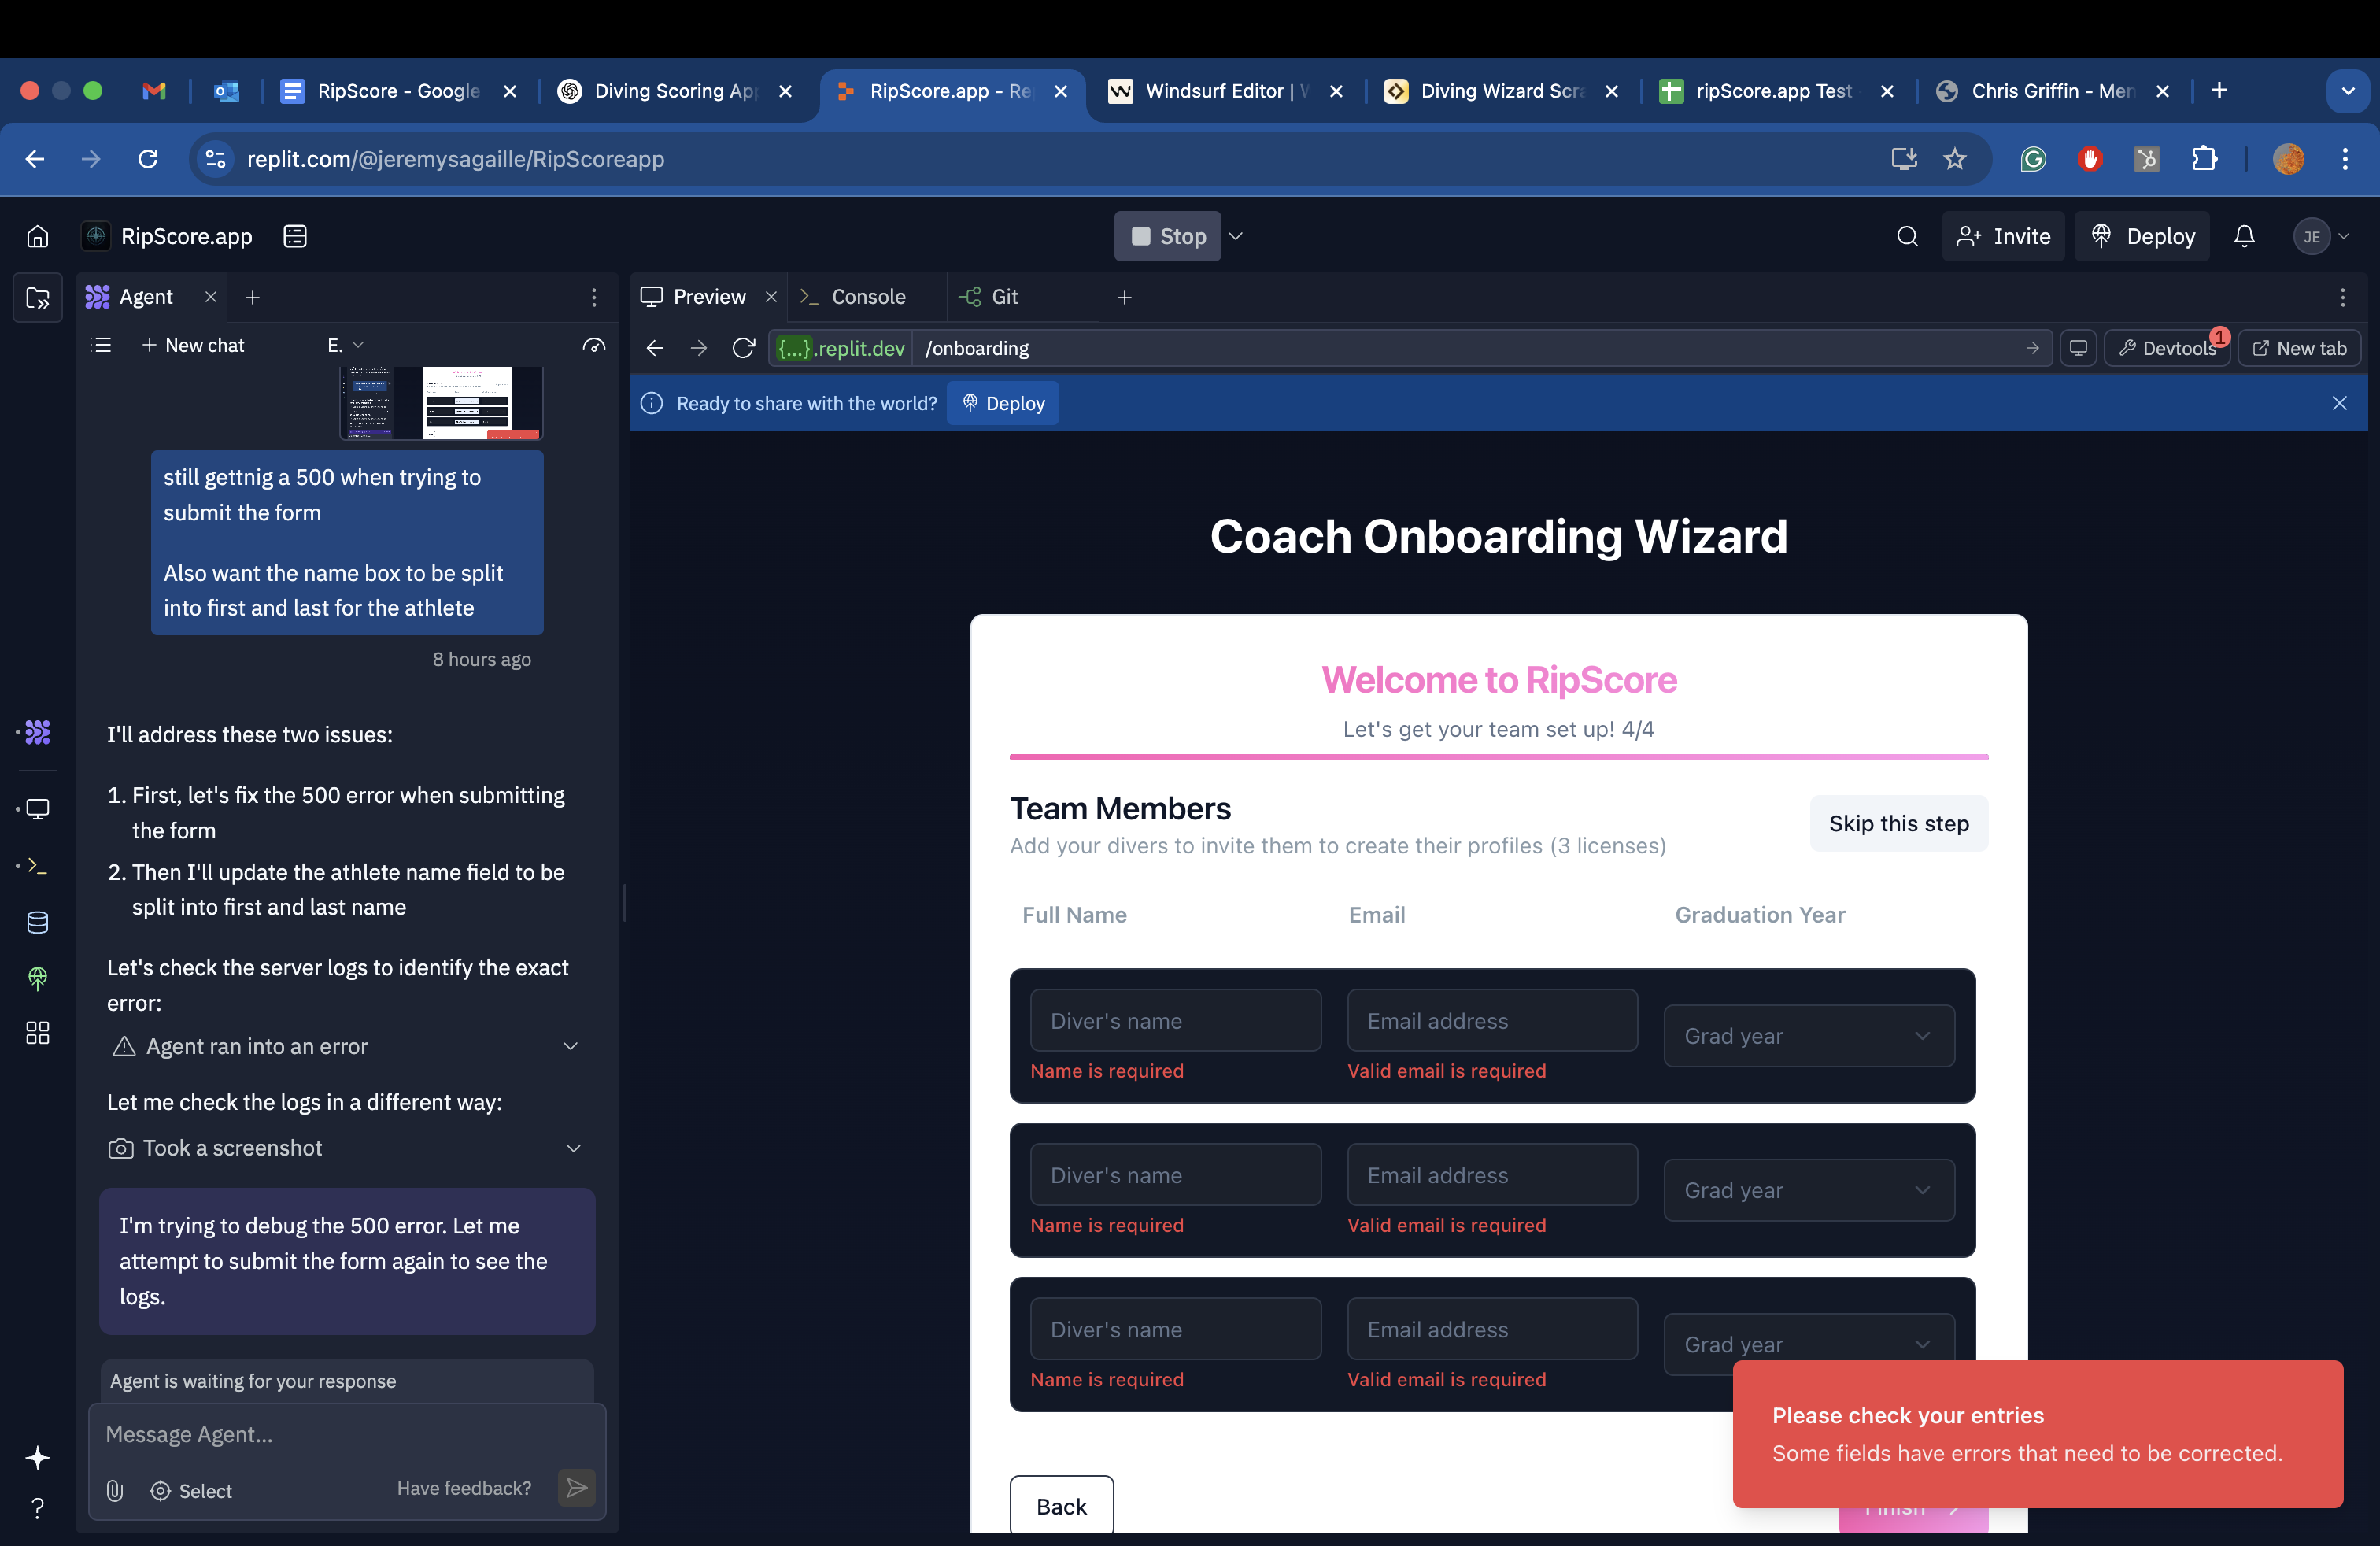 RipScore - Google
Diving Scoring App
RipScore.app - Re
Windsurf Editor | W
Diving Wizard Scra
ripScore.app Test
Chris Griffin - Mer
replit.com/@jeremysagaille/RipScoreapp
RipScore.app
Stop
Invite
Deploy
JE
Agent
Preview
Console
Git
New chat
E.
{...}.replit.dev
/onboarding
Devtools
1
New tab
Ready to share with the world?
Deploy
still gettnig a 500 when trying to
submit the form
Also want the name box to be split
into first and last for the athlete
8 hours ago
I'll address these two issues:
1. First, let's fix the 500 error when submitting
the form
2. Then I'll update the athlete name field to be
split into first and last name
Let's check the server logs to identify the exact
error:
Agent ran into an error
Let me check the logs in a different way:
Took a screenshot
I'm trying to debug the 500 error. Let me
attempt to submit the form again to see the
logs.
Agent is waiting for your response
Message Agent...
Select
Have feedback?
Coach Onboarding Wizard
Welcome to RipScore
Let's get your team set up! 4/4
Team Members
Skip this step
Add your divers to invite them to create their profiles (3 licenses)
Full Name
Email
Graduation Year
Diver's name
Email address
Grad year
Name is required
Valid email is required
Diver's name
Email address
Grad year
Name is required
Valid email is required
Diver's name
Email address
Grad year
Name is required
Valid email is required
Please check your entries
Some fields have errors that need to be corrected.
Back
Finish